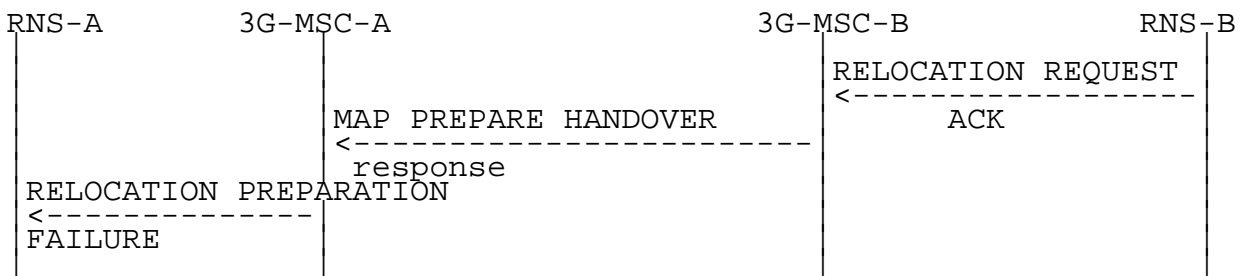 RNS-A 3G-MSC-A 3G-MSC-B RNS-B
RELOCATION REQUEST
ACK
MAP PREPARE HANDOVER
response
RELOCATION PREPARATION
FAILURE